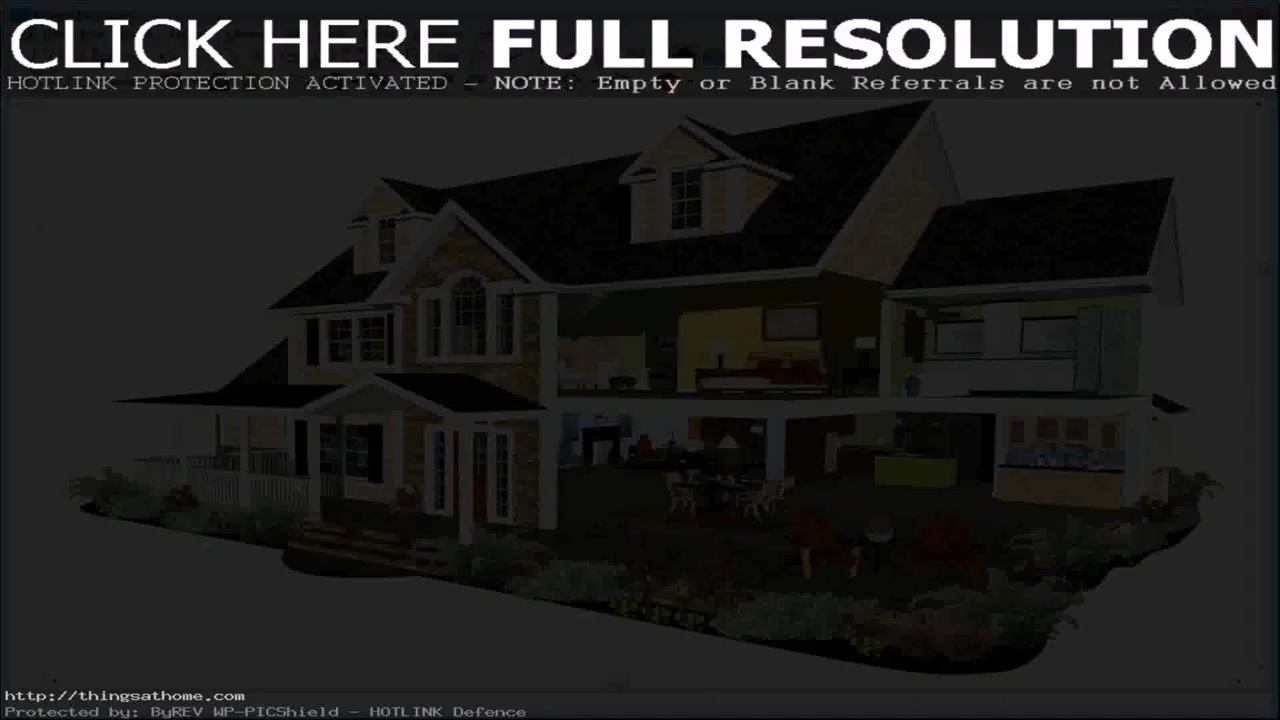 CLICK HERE FULL RESOLUTION
HOTLINK PROTECTION ACTIVATED - NOTE: Empty or Blank Referrals are not Allowed
http://thingsathome.com
Protected by: ByREV WP-PICShield - HOTLINK Defence